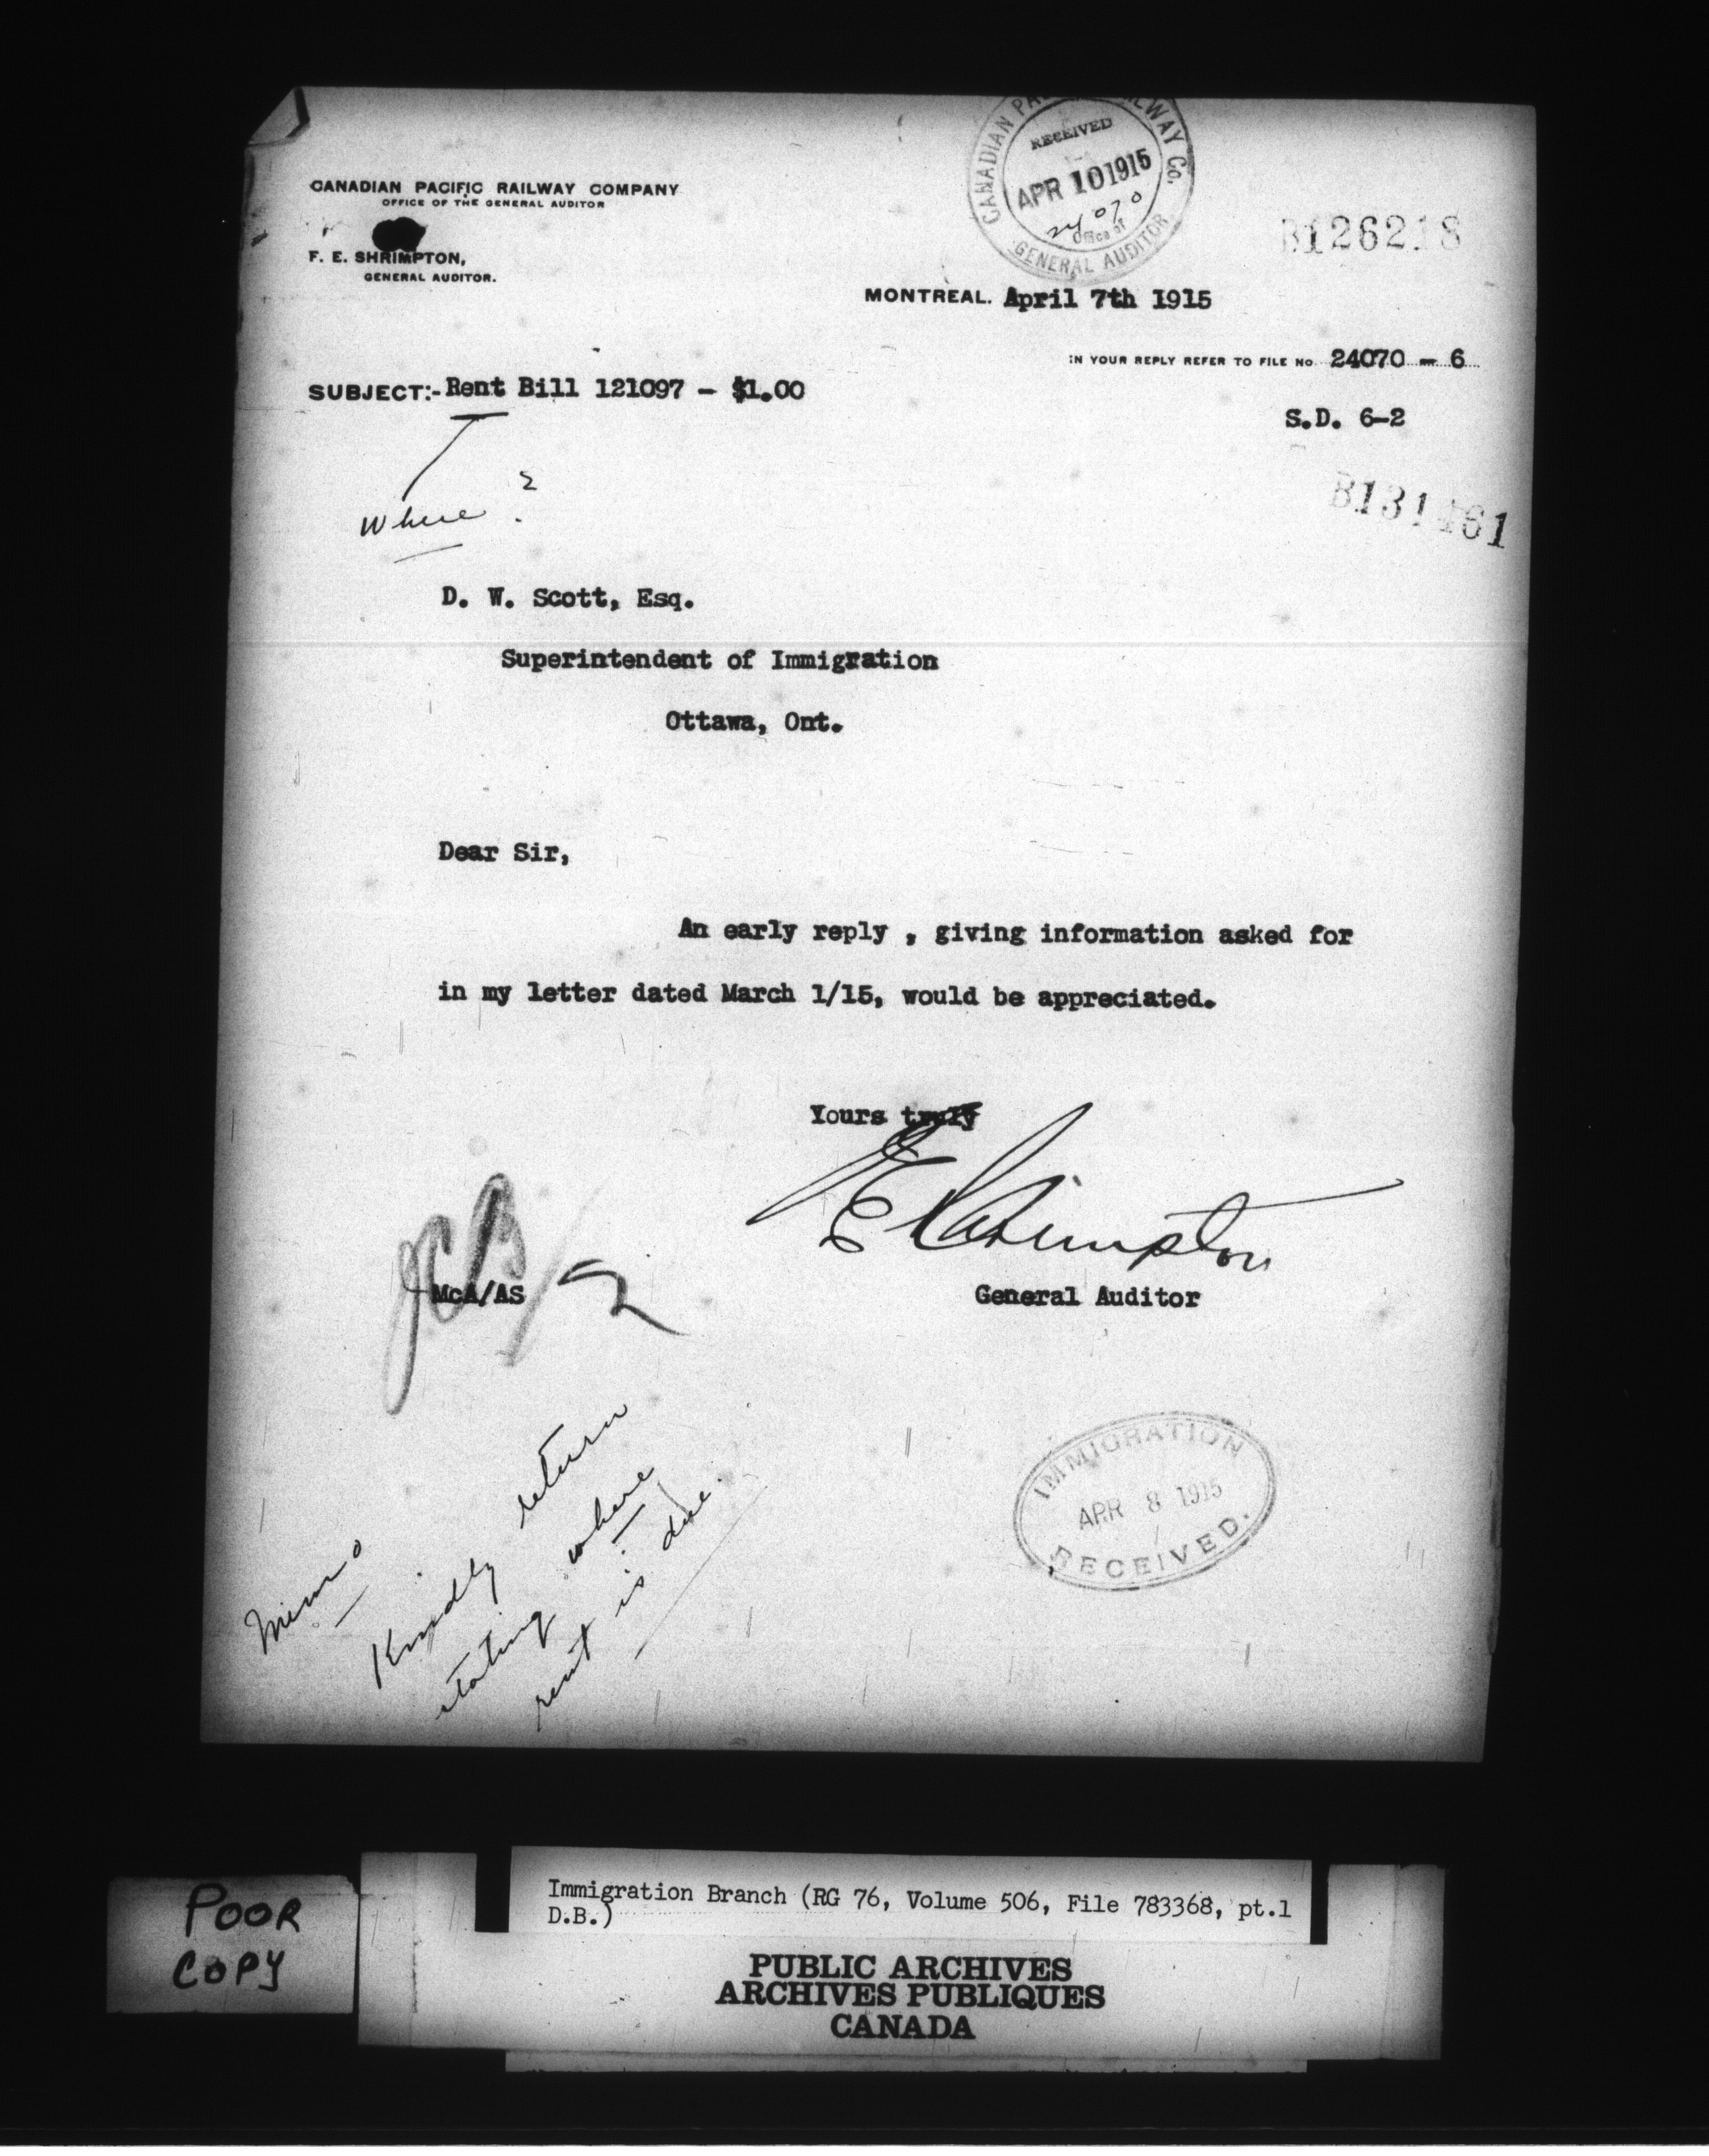 CANADIAN PACIFIC RAILWAY COMPANY
OFFICE OF THE GENERAL AUDITOR
F. E. SHRIMPTON,
GENERAL AUDITOR.
CANADIAN PACIFIC RAILWAY Co.
RECEIVED
APR 10 1915
24070
Office of
GENERAL AUDITOR
B126218
MONTREAL. April 7th 1915
IN YOUR REPLY REFER TO FILE NO. 24070 - 6
SUBJECT:- Rent Bill 121097 - $1.00
S.D. 6-2
Where ?
D. W. Scott, Esq.
Superintendent of Immigration
Ottawa, Ont.
Dear Sir,
An early reply , giving information asked for
in my letter dated March 1/15, would be appreciated.
Yours truly
F E Shrimpton
McA/AS
General Auditor
IMMIGRATION
APR 8 1915
RECEIVED.
Memo
Kindly return
stating where
rent is due.
POOR
COPY
Immigration Branch (RG 76, Volume 506, File 783368, pt.1
D.B.)
PUBLIC ARCHIVES
ARCHIVES PUBLIQUES
CANADA